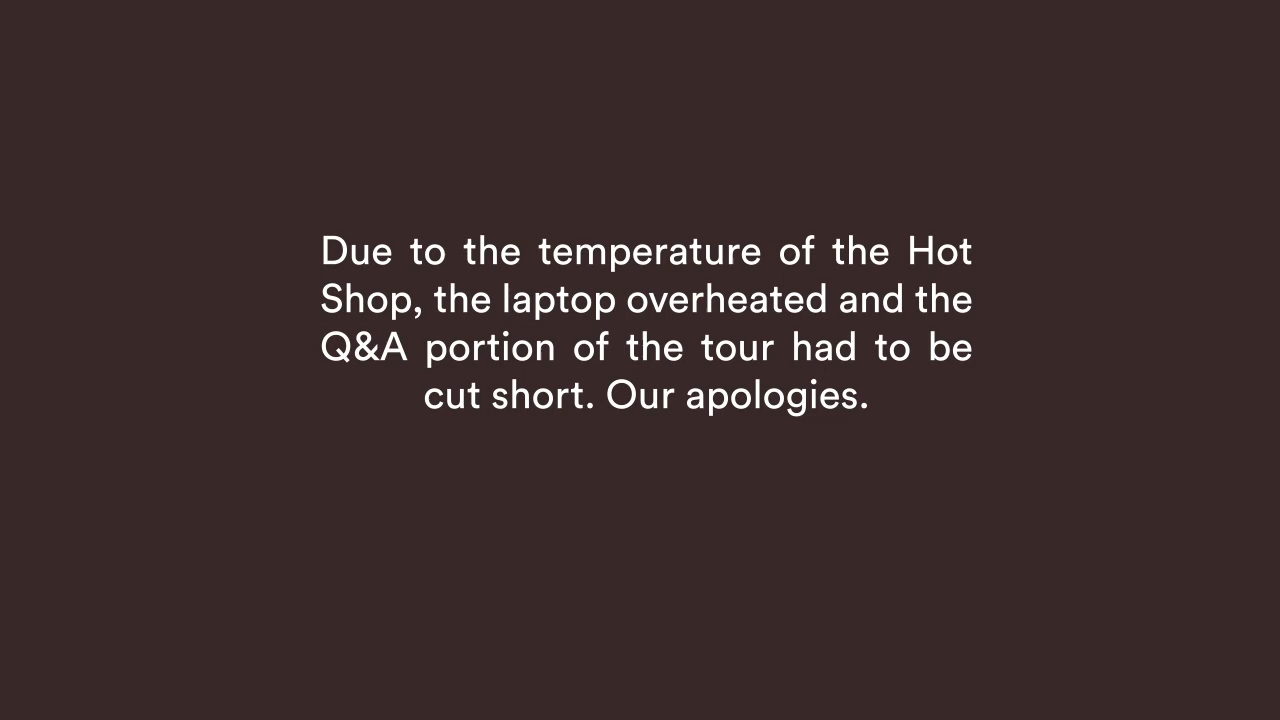 Due to the temperature of the Hot
Shop, the laptop overheated and the
Q&A portion of the tour had to be
cut short. Our apologies.